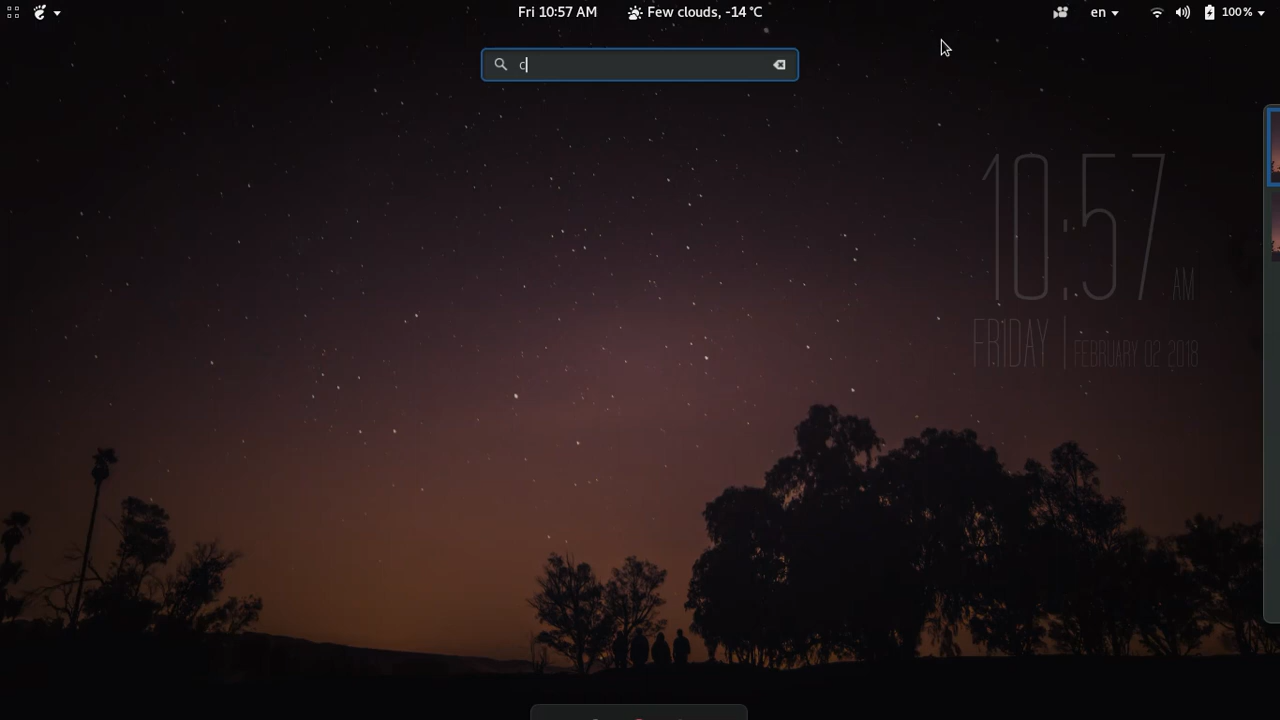 Fri 10:57 AM Few clouds, -14 °C en 100 %
c
10:57 AM
FRIDAY | FEBRUARY 02 2018